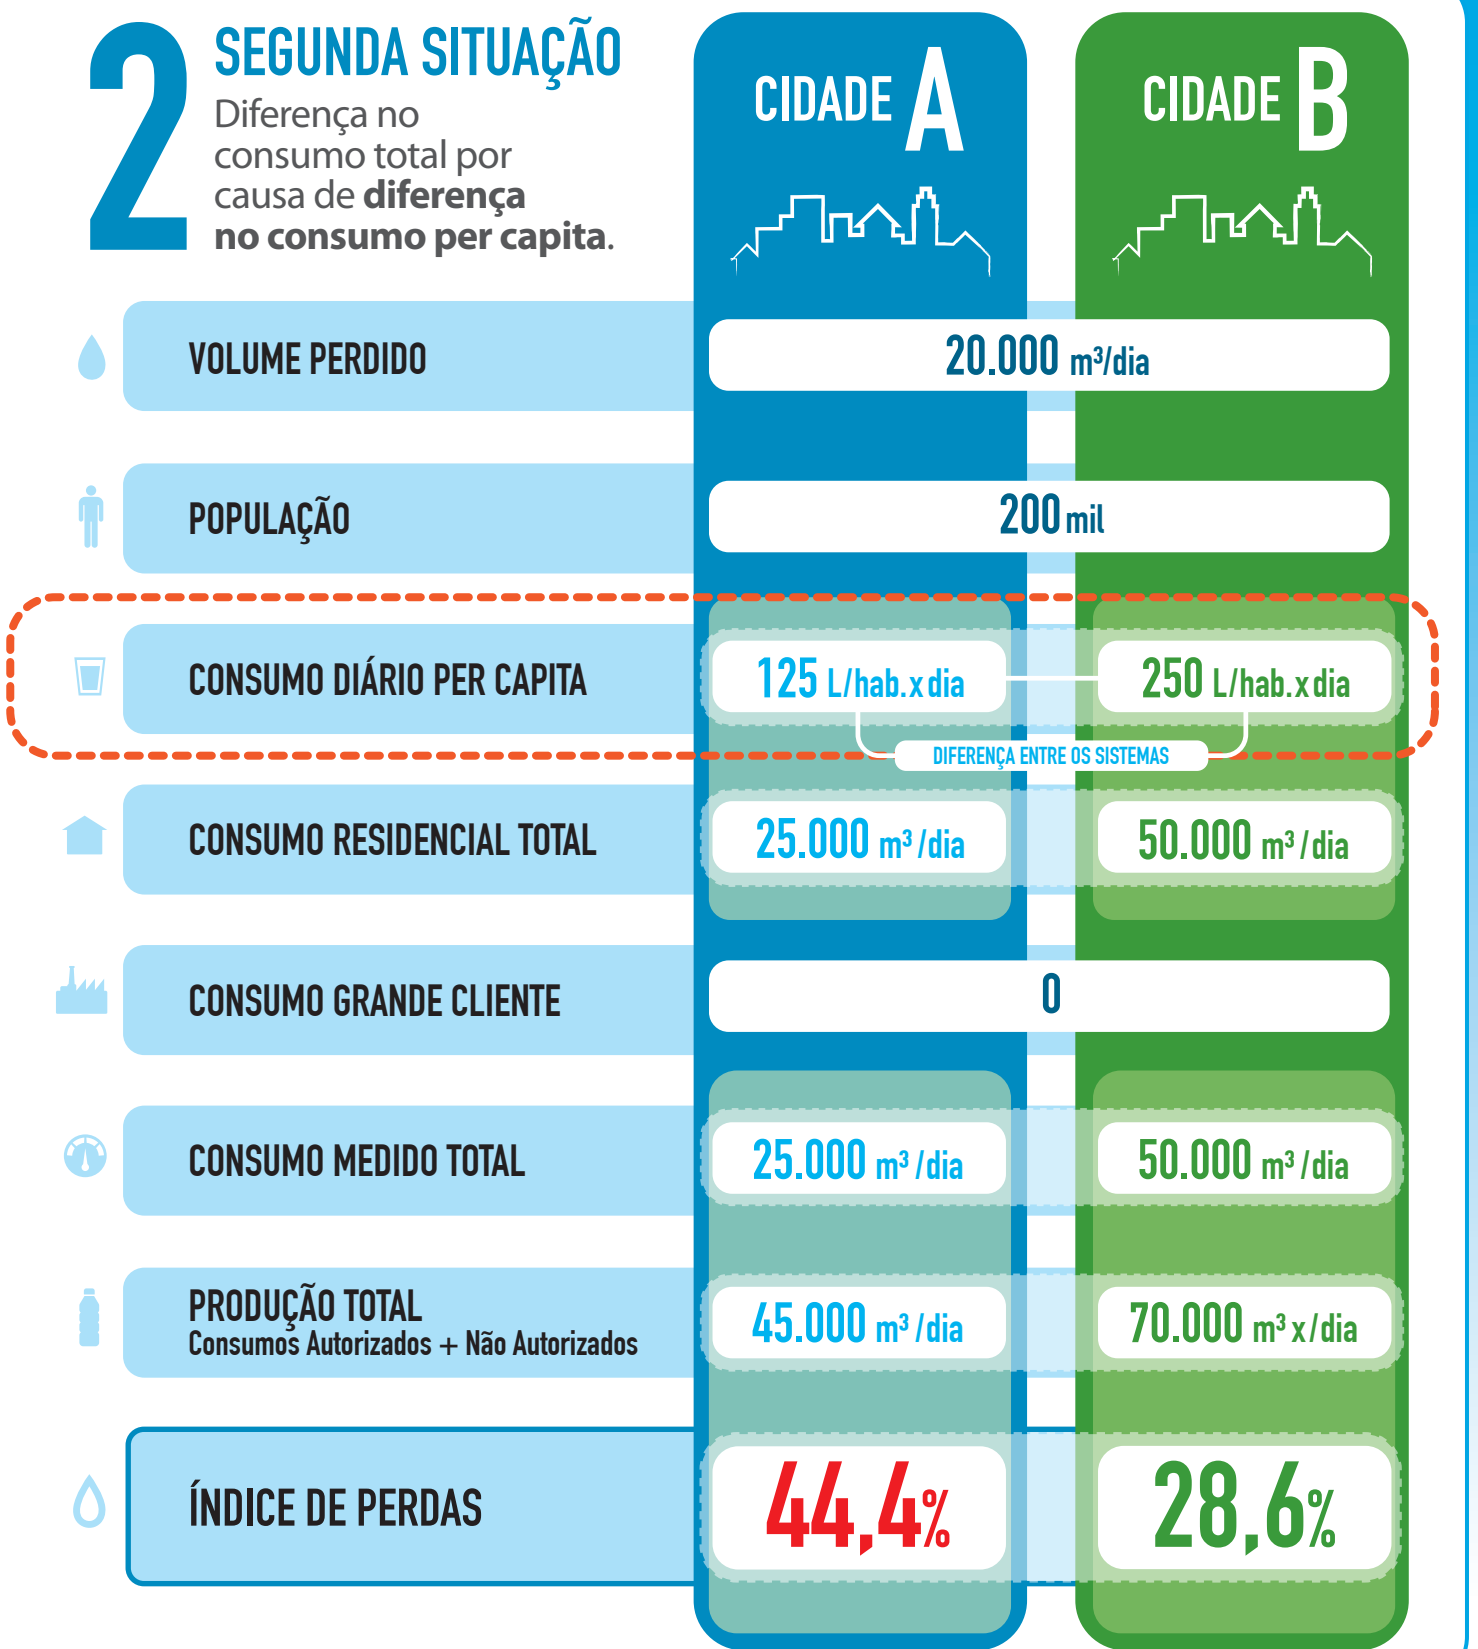 2
SEGUNDA SITUAÇÃO
Diferença no
consumo total por
causa de diferença
no consumo per capita.
CIDADE A
CIDADE B
VOLUME PERDIDO
20.000 m³/dia
POPULAÇÃO
200 mil
CONSUMO DIÁRIO PER CAPITA
125 L/hab.x dia
250 L/hab.x dia
DIFERENÇA ENTRE OS SISTEMAS
CONSUMO RESIDENCIAL TOTAL
25.000 m³/dia
50.000 m³/dia
CONSUMO GRANDE CLIENTE
0
CONSUMO MEDIDO TOTAL
25.000 m³/dia
50.000 m³/dia
PRODUÇÃO TOTAL
Consumos Autorizados + Não Autorizados
45.000 m³/dia
70.000 m³ x/dia
ÍNDICE DE PERDAS
44,4%
28,6%